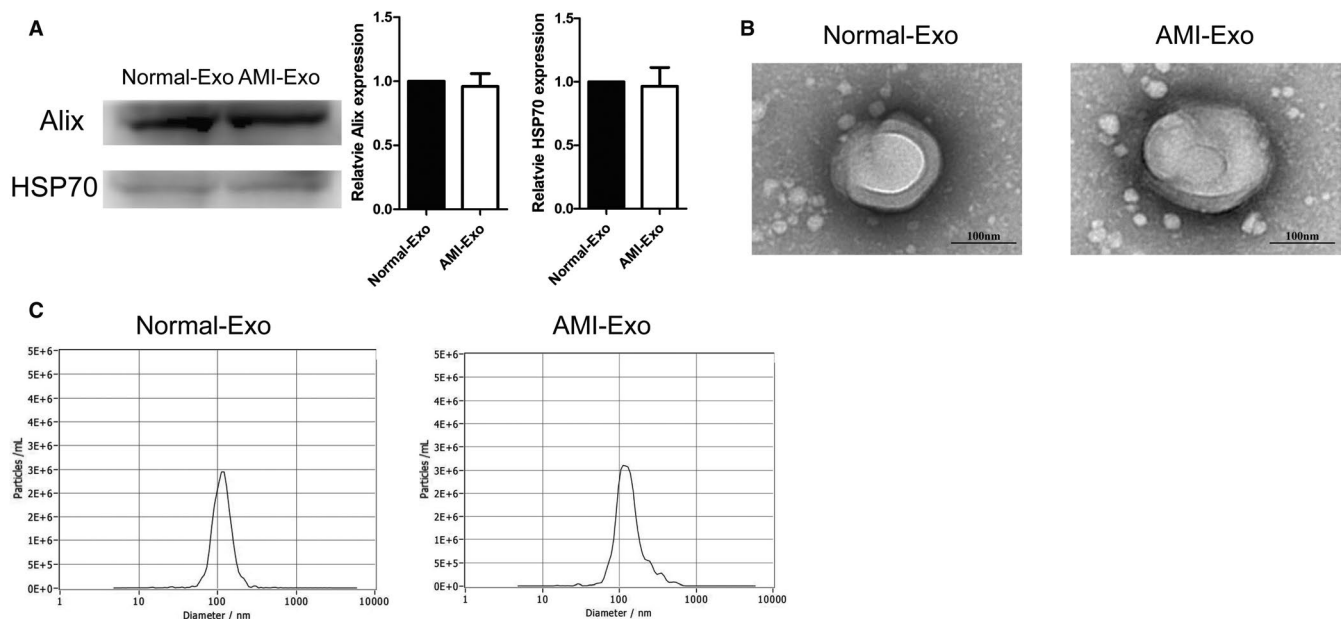 A
Normal-Exo AMI-Exo
Alix
HSP70
Relatvie Alix expression
1.5
1.0
0.5
0.0
Normal-Exo
AMI-Exo
Relatvie HSP70 expression
1.5
1.0
0.5
0.0
Normal-Exo
AMI-Exo
B
Normal-Exo
AMI-Exo
100nm
100nm
C
Normal-Exo
Particles /mL
5E+6
5E+6
4E+6
4E+6
3E+6
3E+6
2E+6
2E+6
1E+6
1E+6
5E+5
0E+0
1 10 100 1000 10000
Diameter / nm
AMI-Exo
Particles /mL
5E+6
5E+6
4E+6
4E+6
3E+6
3E+6
2E+6
2E+6
1E+6
1E+6
5E+5
0E+0
1 10 100 1000 10000
Diameter / nm